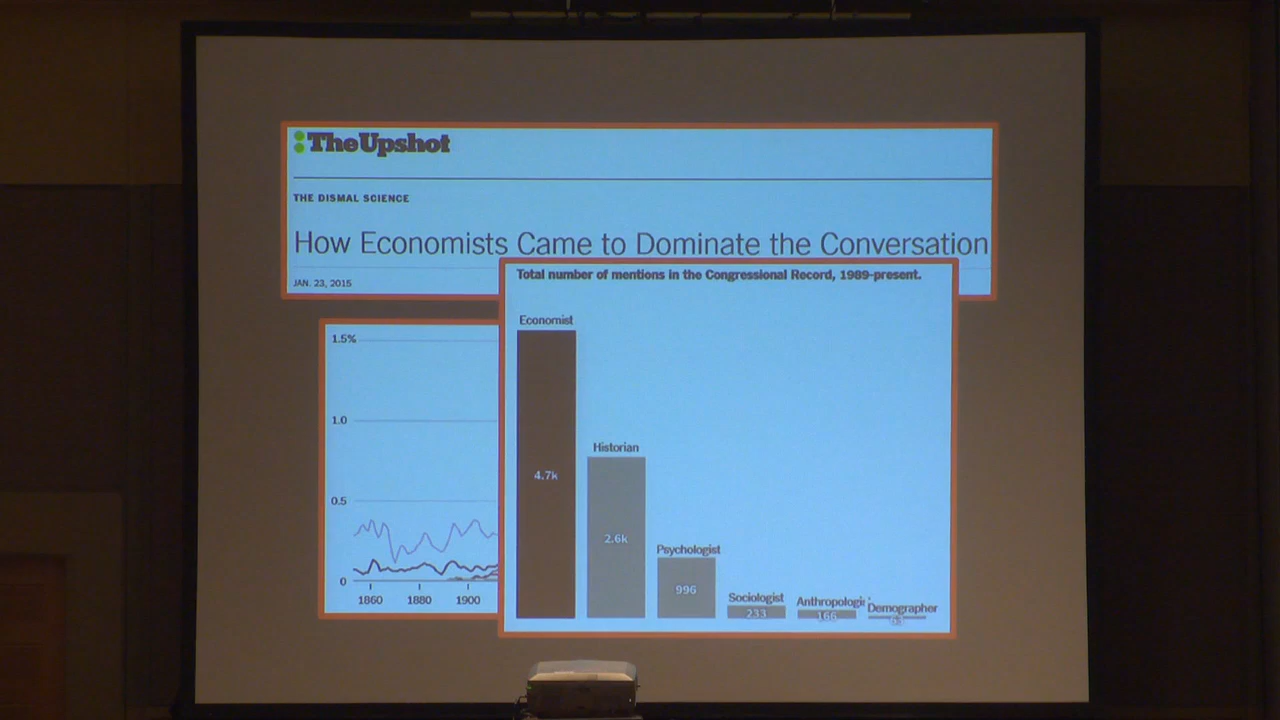 TheUpshot
THE DISMAL SCIENCE
How Economists Came to Dominate the Conversation
JAN. 23, 2015
Total number of mentions in the Congressional Record, 1989-present.
Economist
4.7k
Historian
2.6k
Psychologist
996
Sociologist
233
Anthropologi
166
Demographer
63
1.5%
1.0
0.5
0
1860 1880 1900